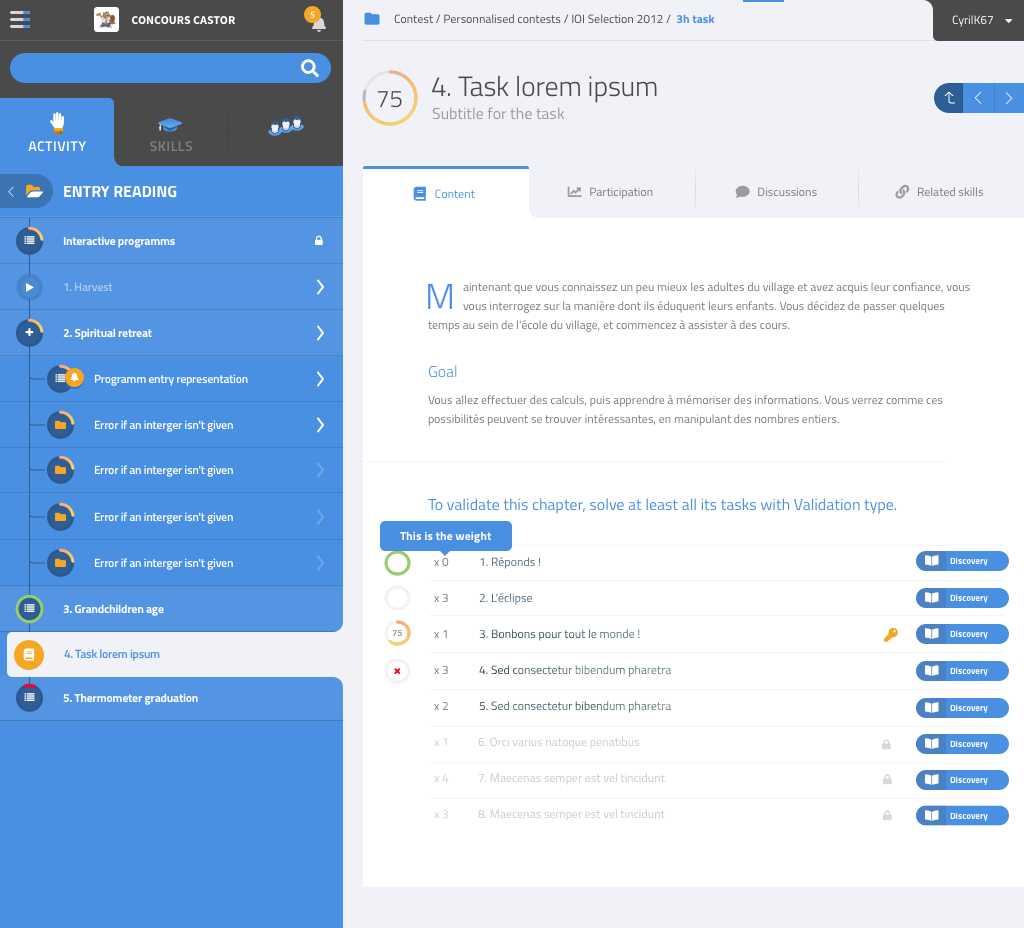 CONCOURS CASTOR
5
ACTIVITY
SKILLS
ENTRY READING
Interactive programms
1. Harvest
2. Spiritual retreat
Programm entry representation
Error if an interger isn't given
Error if an interger isn't given
Error if an interger isn't given
Error if an interger isn't given
3. Grandchildren age
4. Task lorem ipsum
5. Thermometer graduation
Contest / Personnalised contests / IOI Selection 2012 / 3h task
CyrilK67
75
4. Task lorem ipsum
Subtitle for the task
Content
Participation
Discussions
Related skills
Maintenant que vous connaissez un peu mieux les adultes du village et avez acquis leur confiance, vous
vous interrogez sur la manière dont ils éduquent leurs enfants. Vous décidez de passer quelques
temps au sein de l'école du village, et commencez à assister à des cours.
Goal
Vous allez effectuer des calculs, puis apprendre à mémoriser des informations. Vous verrez comme ces
possibilités peuvent se trouver intéressantes, en manipulant des nombres entiers.
To validate this chapter, solve at least all its tasks with Validation type.
This is the weight
x 0 1. Réponds ! Discovery
x 3 2. L'éclipse Discovery
75 x 1 3. Bonbons pour tout le monde ! Discovery
x 3 4. Sed consectetur bibendum pharetra Discovery
x 2 5. Sed consectetur bibendum pharetra Discovery
x 1 6. Orci varius natoque penatibus Discovery
x 4 7. Maecenas semper est vel tincidunt Discovery
x 3 8. Maecenas semper est vel tincidunt Discovery